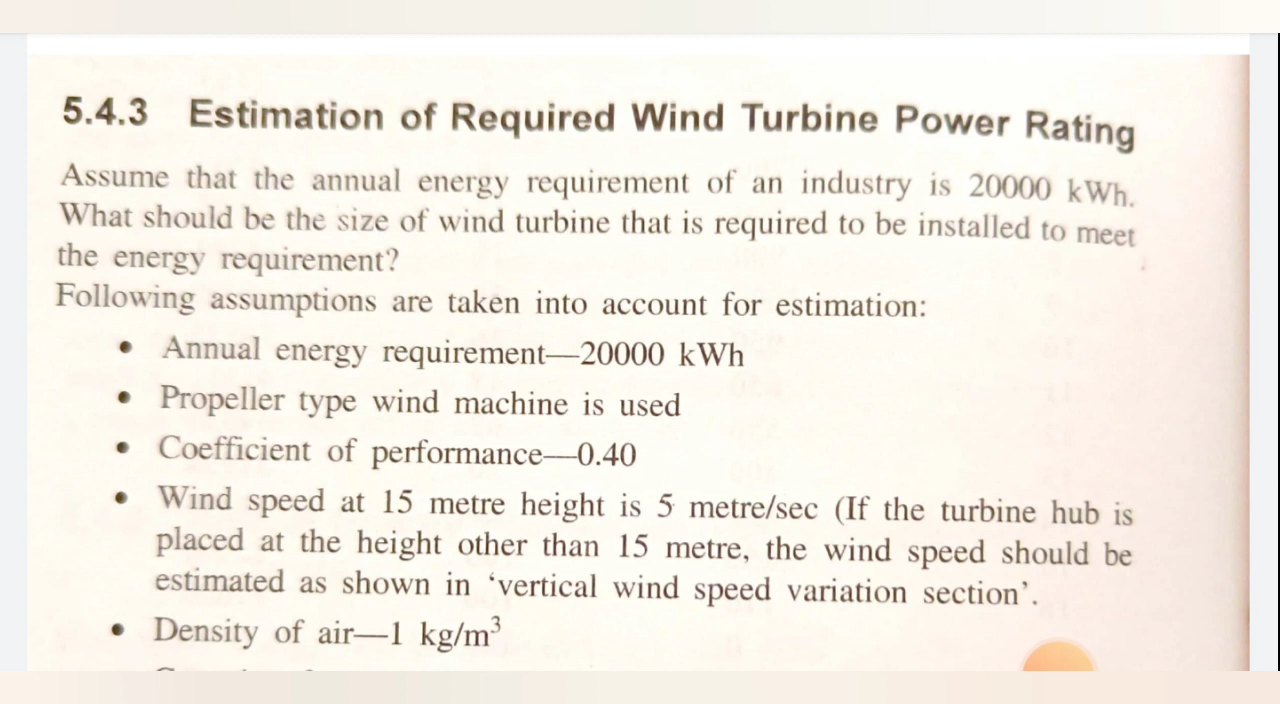 5.4.3 Estimation of Required Wind Turbine Power Rating
Assume that the annual energy requirement of an industry is 20000 kWh.
What should be the size of wind turbine that is required to be installed to meet
the energy requirement?
Following assumptions are taken into account for estimation:
• Annual energy requirement—20000 kWh
• Propeller type wind machine is used
• Coefficient of performance—0.40
• Wind speed at 15 metre height is 5 metre/sec (If the turbine hub is
placed at the height other than 15 metre, the wind speed should be
estimated as shown in ‘vertical wind speed variation section’.
• Density of air—1 kg/m³